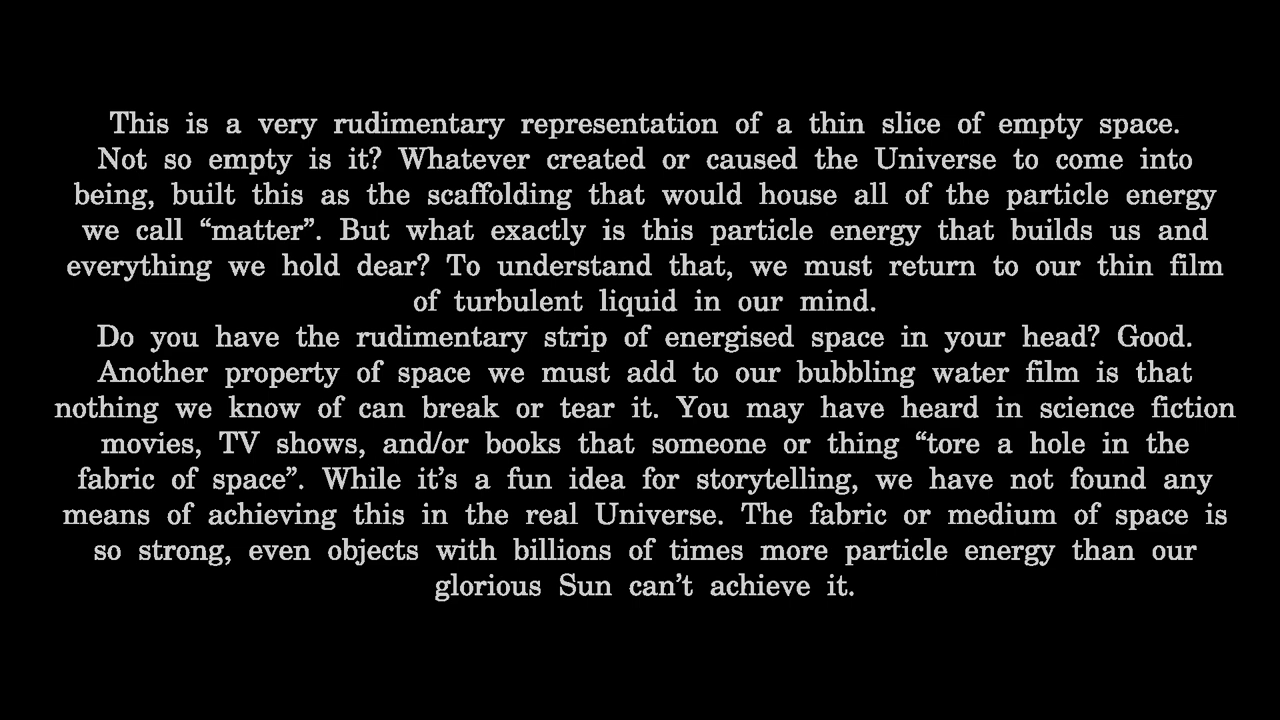 This is a very rudimentary representation of a thin slice of empty space.
Not so empty is it? Whatever created or caused the Universe to come into
being, built this as the scaffolding that would house all of the particle energy
we call “matter”. But what exactly is this particle energy that builds us and
everything we hold dear? To understand that, we must return to our thin film
of turbulent liquid in our mind.
Do you have the rudimentary strip of energised space in your head? Good.
Another property of space we must add to our bubbling water film is that
nothing we know of can break or tear it. You may have heard in science fiction
movies, TV shows, and/or books that someone or thing “tore a hole in the
fabric of space”. While it’s a fun idea for storytelling, we have not found any
means of achieving this in the real Universe. The fabric or medium of space is
so strong, even objects with billions of times more particle energy than our
glorious Sun can’t achieve it.